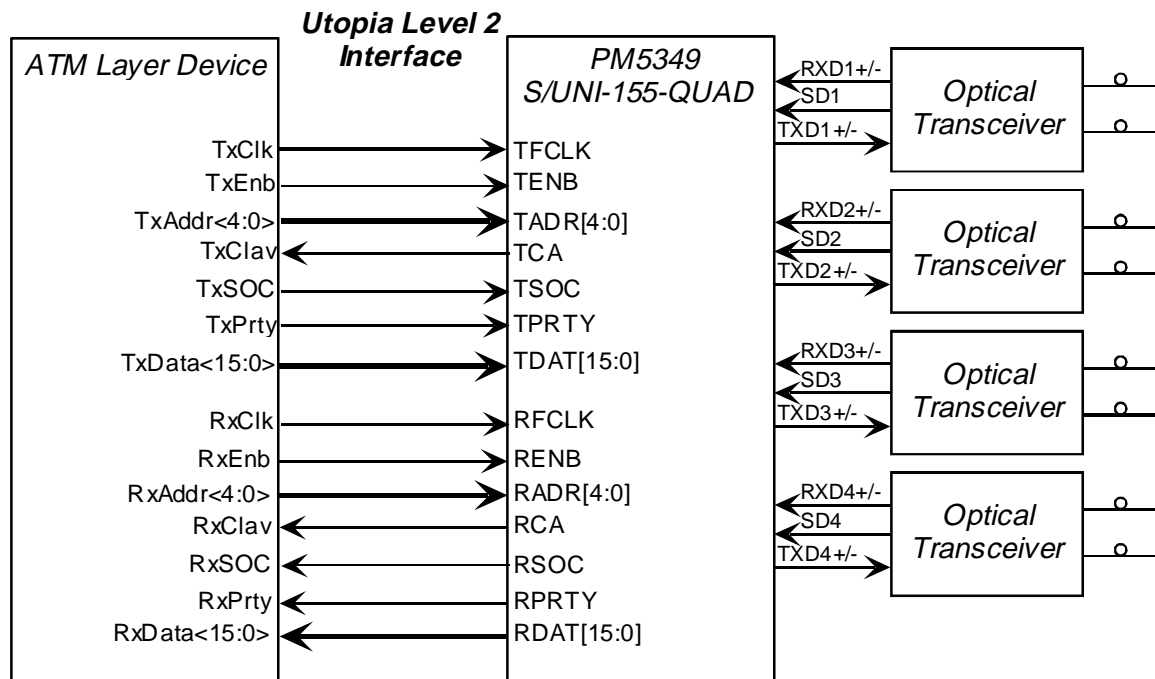 Utopia Level 2
Interface
ATM Layer Device
PM5349
S/UNI-155-QUAD
TxClk
TxEnb
TxAddr<4:0>
TxClav
TxSOC
TxPrty
TxData<15:0>
RxClk
RxEnb
RxAddr<4:0>
RxClav
RxSOC
RxPrty
RxData<15:0>
TFCLK
TENB
TADR[4:0]
TCA
TSOC
TPRTY
TDAT[15:0]
RFCLK
RENB
RADR[4:0]
RCA
RSOC
RPRTY
RDAT[15:0]
RXD1+/-
SD1
TXD1+/-
Optical
Transceiver
RXD2+/-
SD2
TXD2+/-
Optical
Transceiver
RXD3+/-
SD3
TXD3+/-
Optical
Transceiver
RXD4+/-
SD4
TXD4+/-
Optical
Transceiver